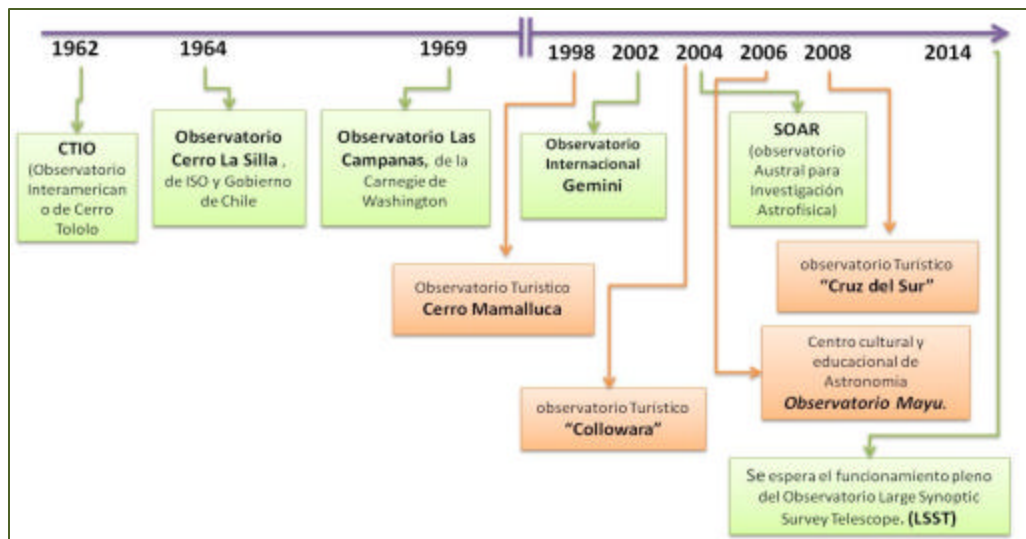 1962
1964
1969
1998
2002
2004
2006
2008
2014
CTIO
(Observatorio
Interamerican
o de Cerro
Tololo
Observatorio
Cerro La Silla ,
de ISO y Gobierno
de Chile
Observatorio Las
Campanas, de la
Carnegie de
Washington
Observatorio
Internacional
Gemini
SOAR
(observatorio
Austral para
Investigación
Astrofísica)
Observatorio Turístico
Cerro Mamalluca
observatorio Turístico
“Cruz del Sur”
Centro cultural y
educacional de
Astronomia
Observatorio Mayu.
observatorio Turístico
“Collowara”
Se espera el funcionamiento pleno
del Observatorio Large Synoptic
Survey Telescope. (LSST)